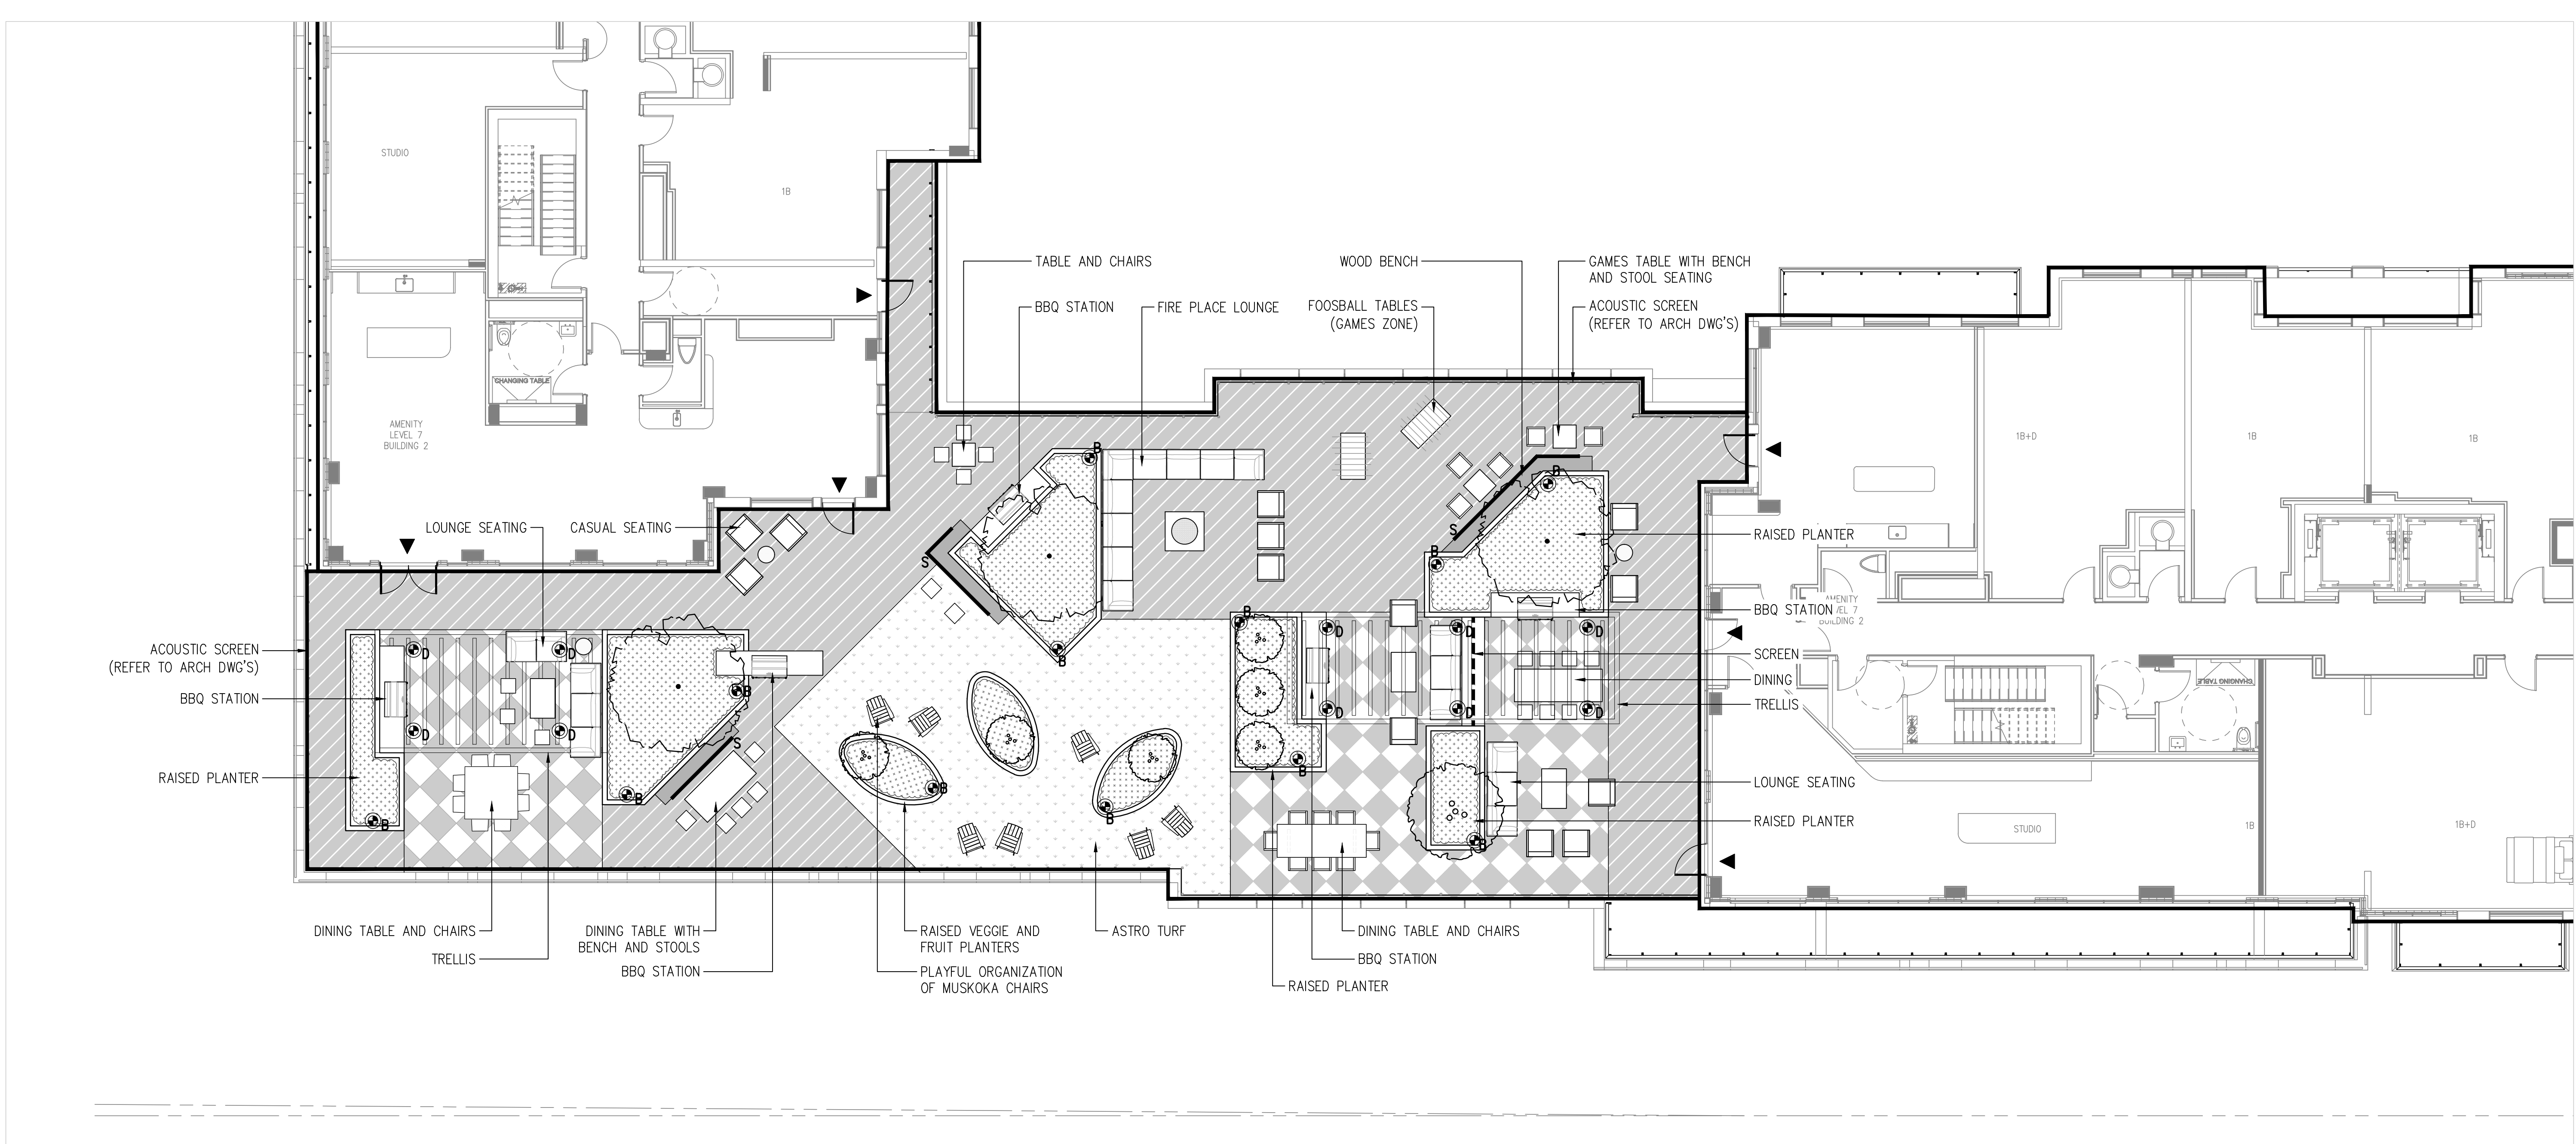 STUDIO
1B
TABLE AND CHAIRS
WOOD BENCH
GAMES TABLE WITH BENCH
AND STOOL SEATING
BBQ STATION
FIRE PLACE LOUNGE
FOOSBALL TABLES
(GAMES ZONE)
ACOUSTIC SCREEN
(REFER TO ARCH DWG'S)
CHANGING TABLE
AMENITY
LEVEL 7
BUILDING 2
1B+D
1B
1B
B
B
LOUNGE SEATING
CASUAL SEATING
S
S
RAISED PLANTER
B
AMENITY
BBQ STATION
BUILDING 2
B
ACOUSTIC SCREEN
(REFER TO ARCH DWG'S)
D
D
D
D
D
B
SCREEN
BBQ STATION
B
DINING
CHANGING TABLE
TRELLIS
D
D
D
D
D
S
RAISED PLANTER
B
LOUNGE SEATING
B
B
B
B
RAISED PLANTER
STUDIO
1B
1B+D
B
DINING TABLE AND CHAIRS
DINING TABLE WITH
BENCH AND STOOLS
RAISED VEGGIE AND
FRUIT PLANTERS
ASTRO TURF
DINING TABLE AND CHAIRS
TRELLIS
BBQ STATION
BBQ STATION
PLAYFUL ORGANIZATION
OF MUSKOKA CHAIRS
RAISED PLANTER